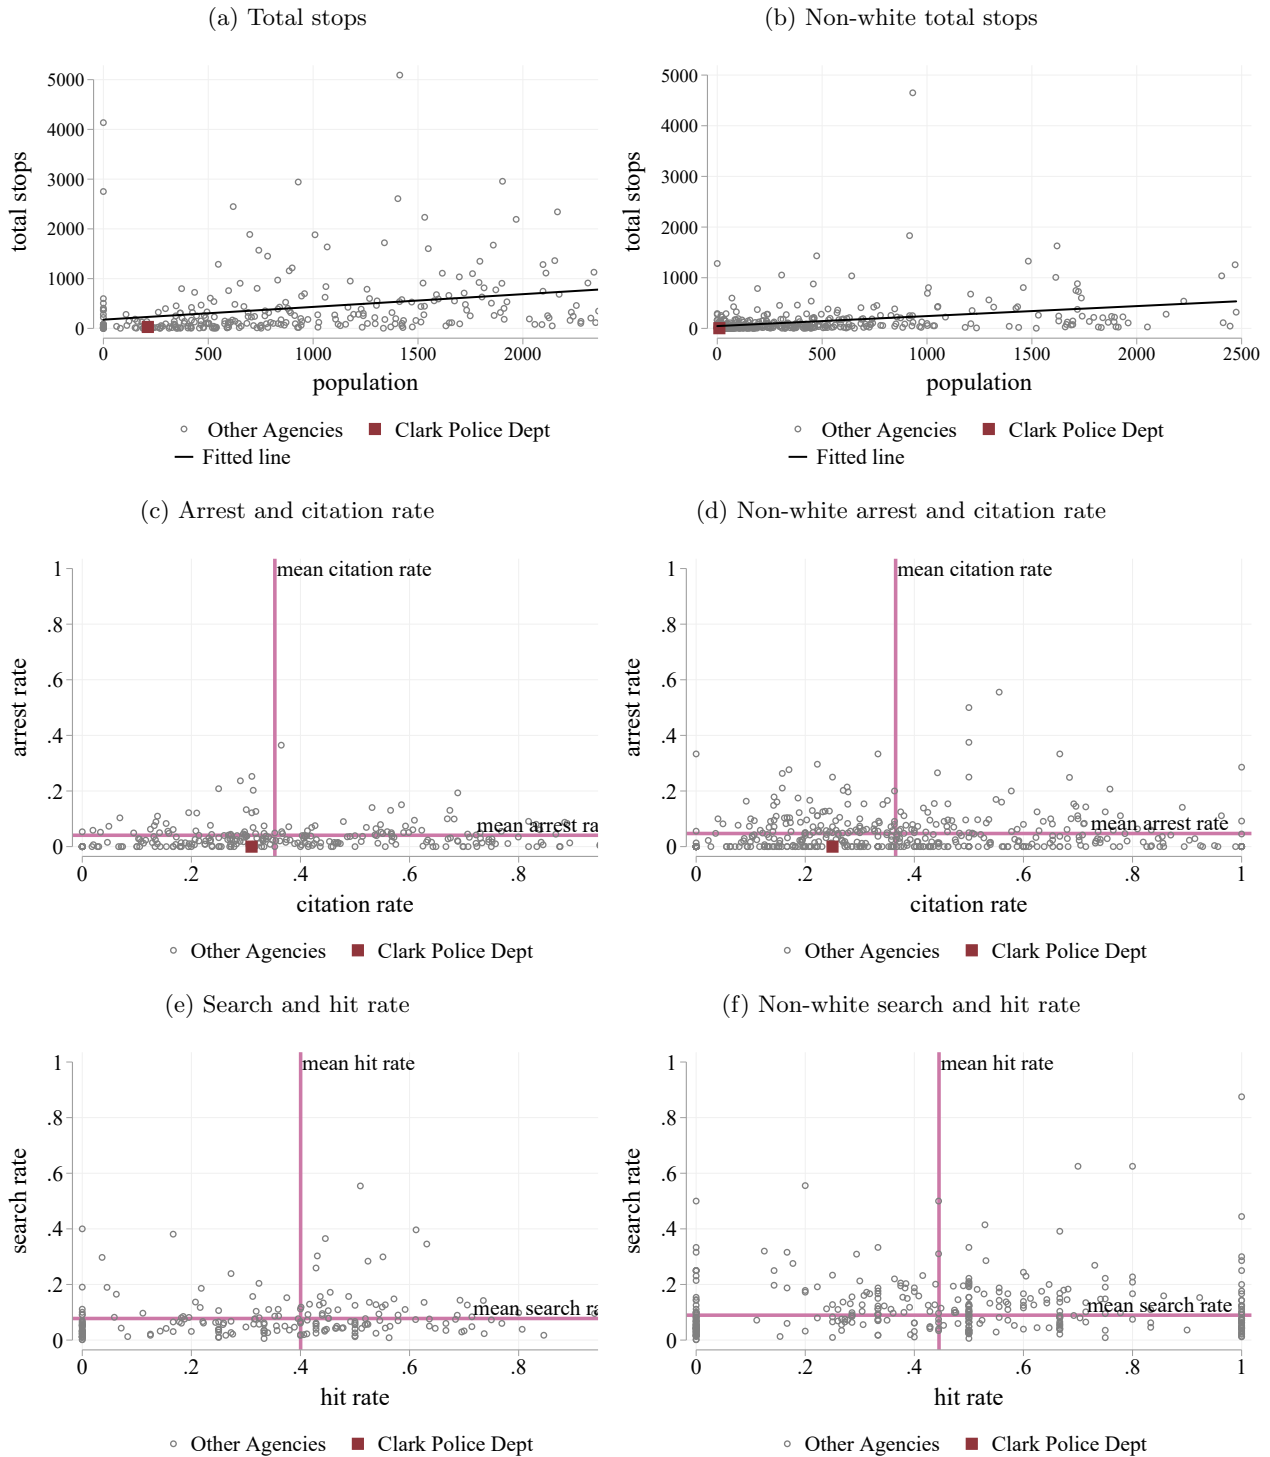 (a) Total stops
(b) Non-white total stops
total stops
5000
4000
3000
2000
1000
0
0 500 1000 1500 2000
population
Other Agencies Clark Police Dept
Fitted line
total stops
5000
4000
3000
2000
1000
0
0 500 1000 1500 2000 2500
population
Other Agencies Clark Police Dept
Fitted line
(c) Arrest and citation rate
(d) Non-white arrest and citation rate
arrest rate
1
.8
.6
.4
.2
0
mean citation rate
mean arrest ra
0 .2 .4 .6 .8
citation rate
Other Agencies Clark Police Dept
arrest rate
1
.8
.6
.4
.2
0
mean citation rate
mean arrest rate
0 .2 .4 .6 .8 1
citation rate
Other Agencies Clark Police Dept
(e) Search and hit rate
(f) Non-white search and hit rate
search rate
1
.8
.6
.4
.2
0
mean hit rate
mean search ra
0 .2 .4 .6 .8
hit rate
Other Agencies Clark Police Dept
search rate
1
.8
.6
.4
.2
0
mean hit rate
mean search rate
0 .2 .4 .6 .8 1
hit rate
Other Agencies Clark Police Dept